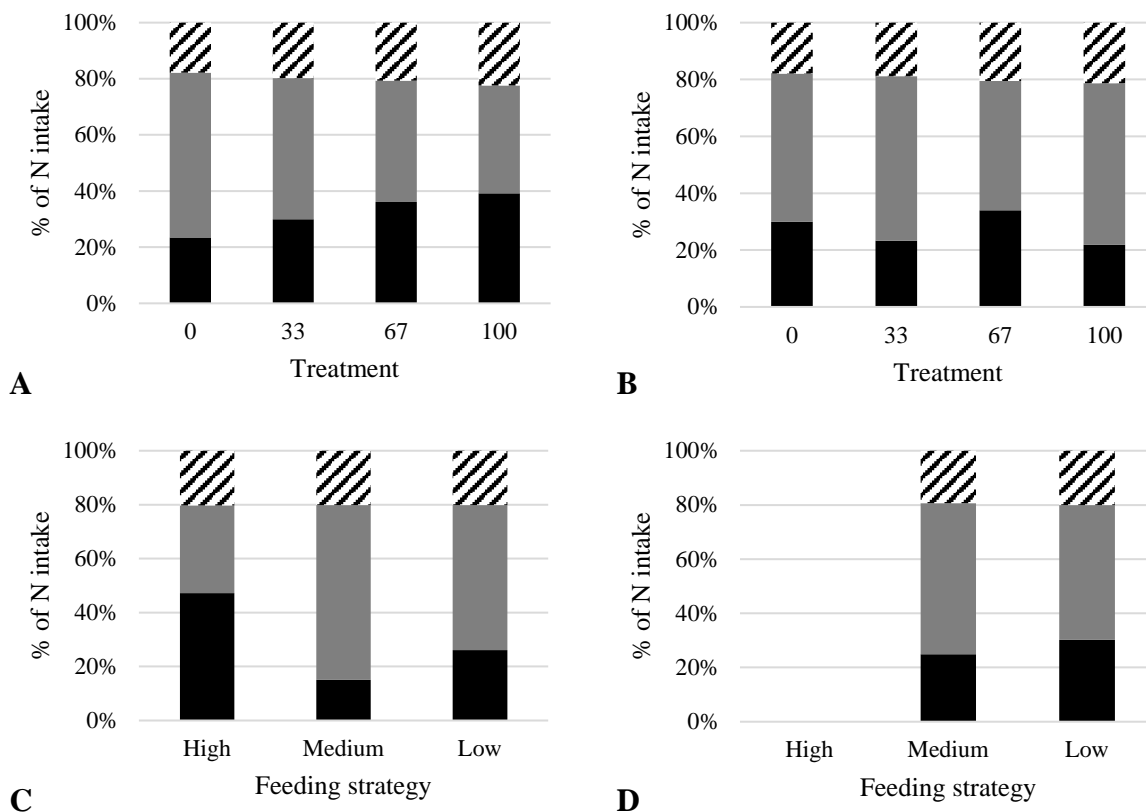 100%
80%
60%
40%
20%
0%
% of N intake
0 33 67 100
Treatment
A
100%
80%
60%
40%
20%
0%
% of N intake
0 33 67 100
Treatment
B
100%
80%
60%
40%
20%
0%
% of N intake
High Medium Low
Feeding strategy
C
100%
80%
60%
40%
20%
0%
% of N intake
High Medium Low
Feeding strategy
D